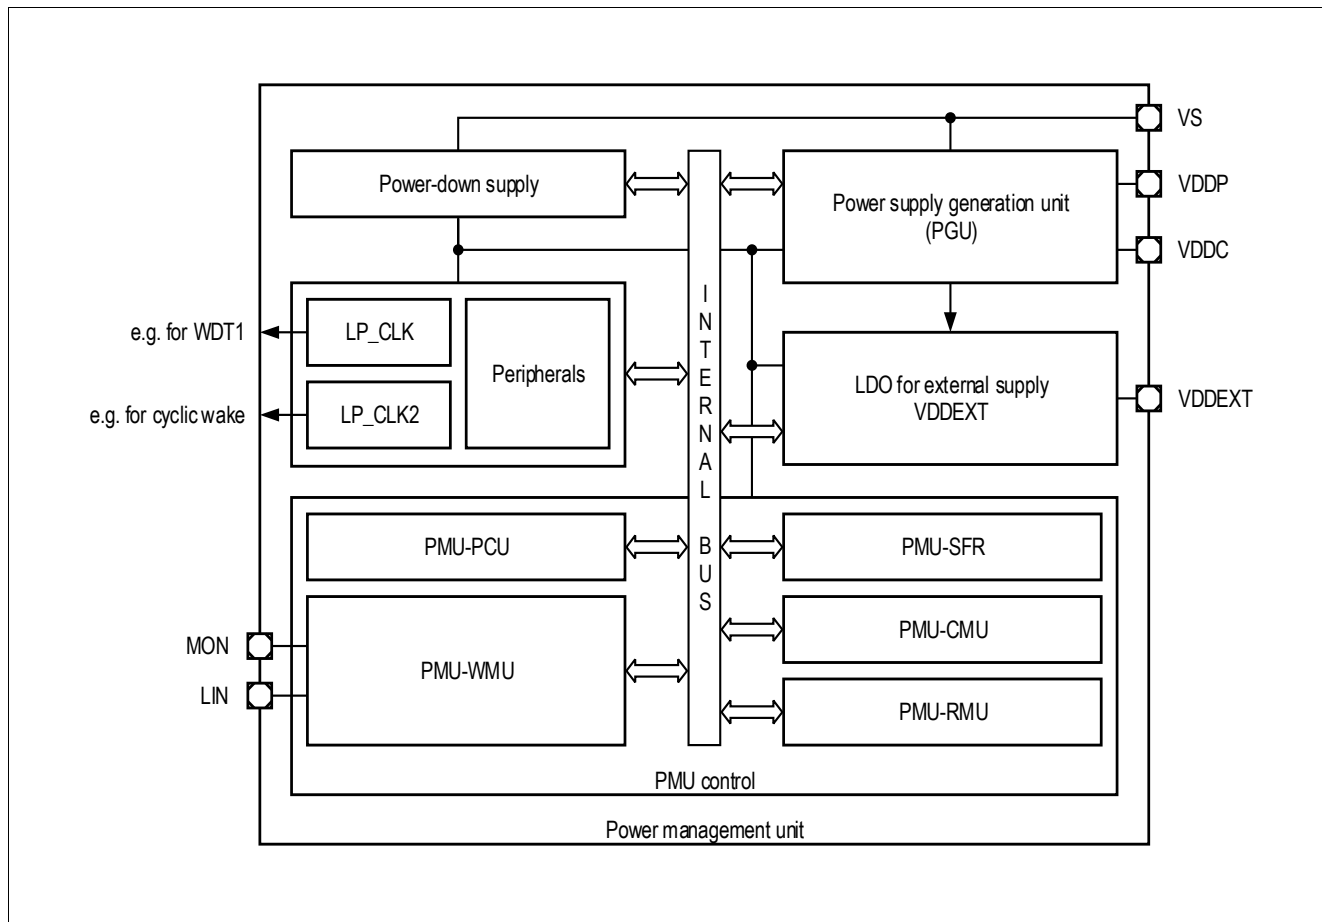 VS
Power-down supply
Power supply generation unit
(PGU)
VDDP
VDDC
e.g. for WDT1
LP_CLK
Peripherals
e.g. for cyclic wake
LP_CLK2
INTERNAL BUS
LDO for external supply
VDDEXT
VDDEXT
PMU-PCU
PMU-SFR
MON
LIN
PMU-WMU
PMU-CMU
PMU-RMU
PMU control
Power management unit